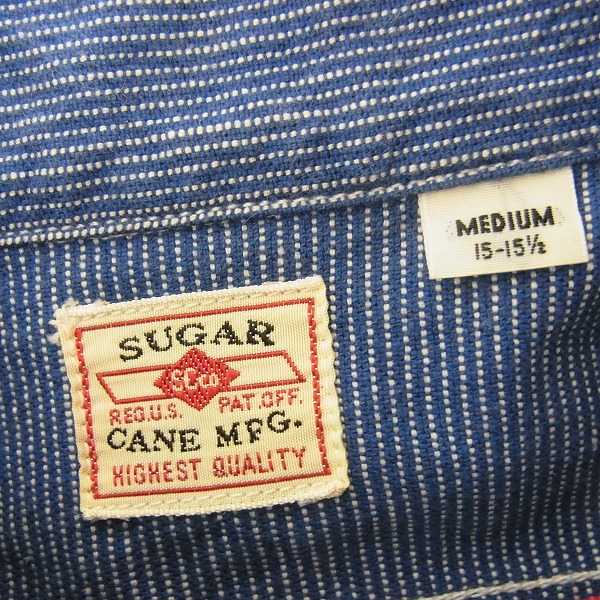 MEDIUM
15-15½
SUGAR
SC.CO
REG.U.S. PAT.OFF.
CANE MFG.
HIGHEST QUALITY